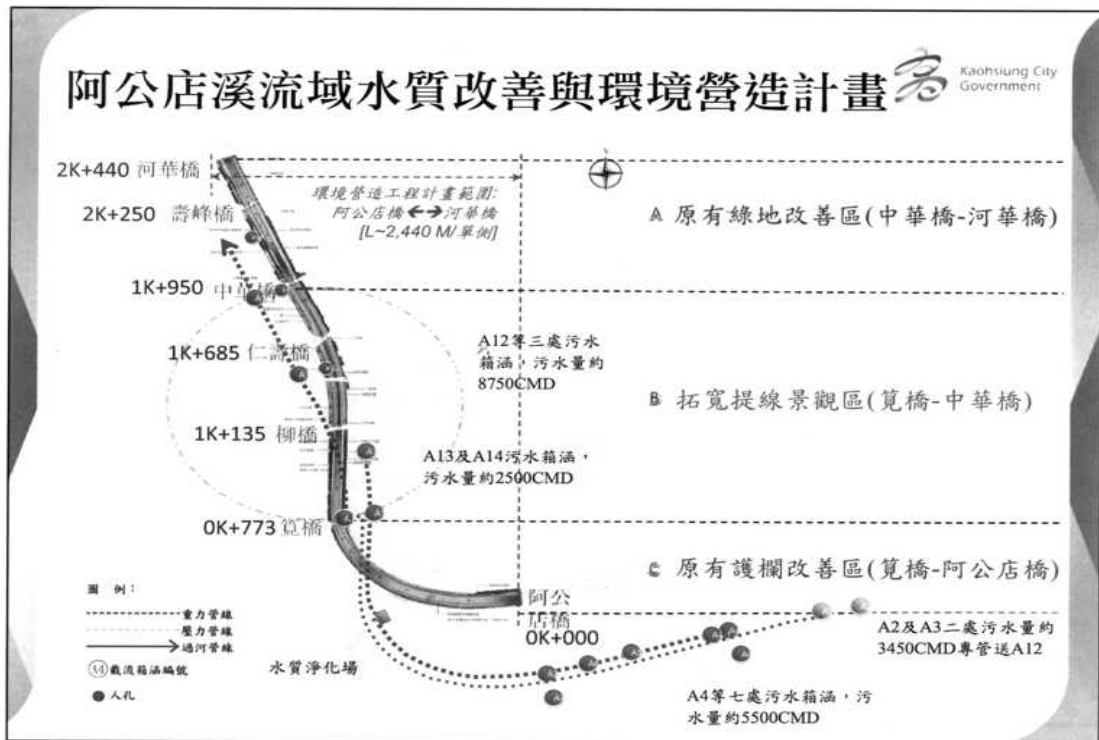 阿公店溪流域水質改善與環境營造計畫
Kaohsiung City
Government
2K+440 河華橋
環境營造工程計畫範圍:
阿公店橋⟷河華橋
[L~2,440 M/單側]
2K+250 壽峰橋
A 原有綠地改善區(中華橋-河華橋)
1K+950 中華橋
A12等三處污水
箱涵，污水量約
8750CMD
1K+685 仁壽橋
B 拓寬提線景觀區(筧橋-中華橋)
1K+135 柳橋
A13及A14污水箱涵，
污水量約2500CMD
0K+773 筧橋
C 原有護欄改善區(筧橋-阿公店橋)
圖 例：
重力管線
壓力管線
過河管線
A4 截流箱涵編號
人孔
水質淨化場
阿公
店橋
0K+000
A2及A3二處污水量約
3450CMD專管送A12
A4等七處污水箱涵，污
水量約5500CMD